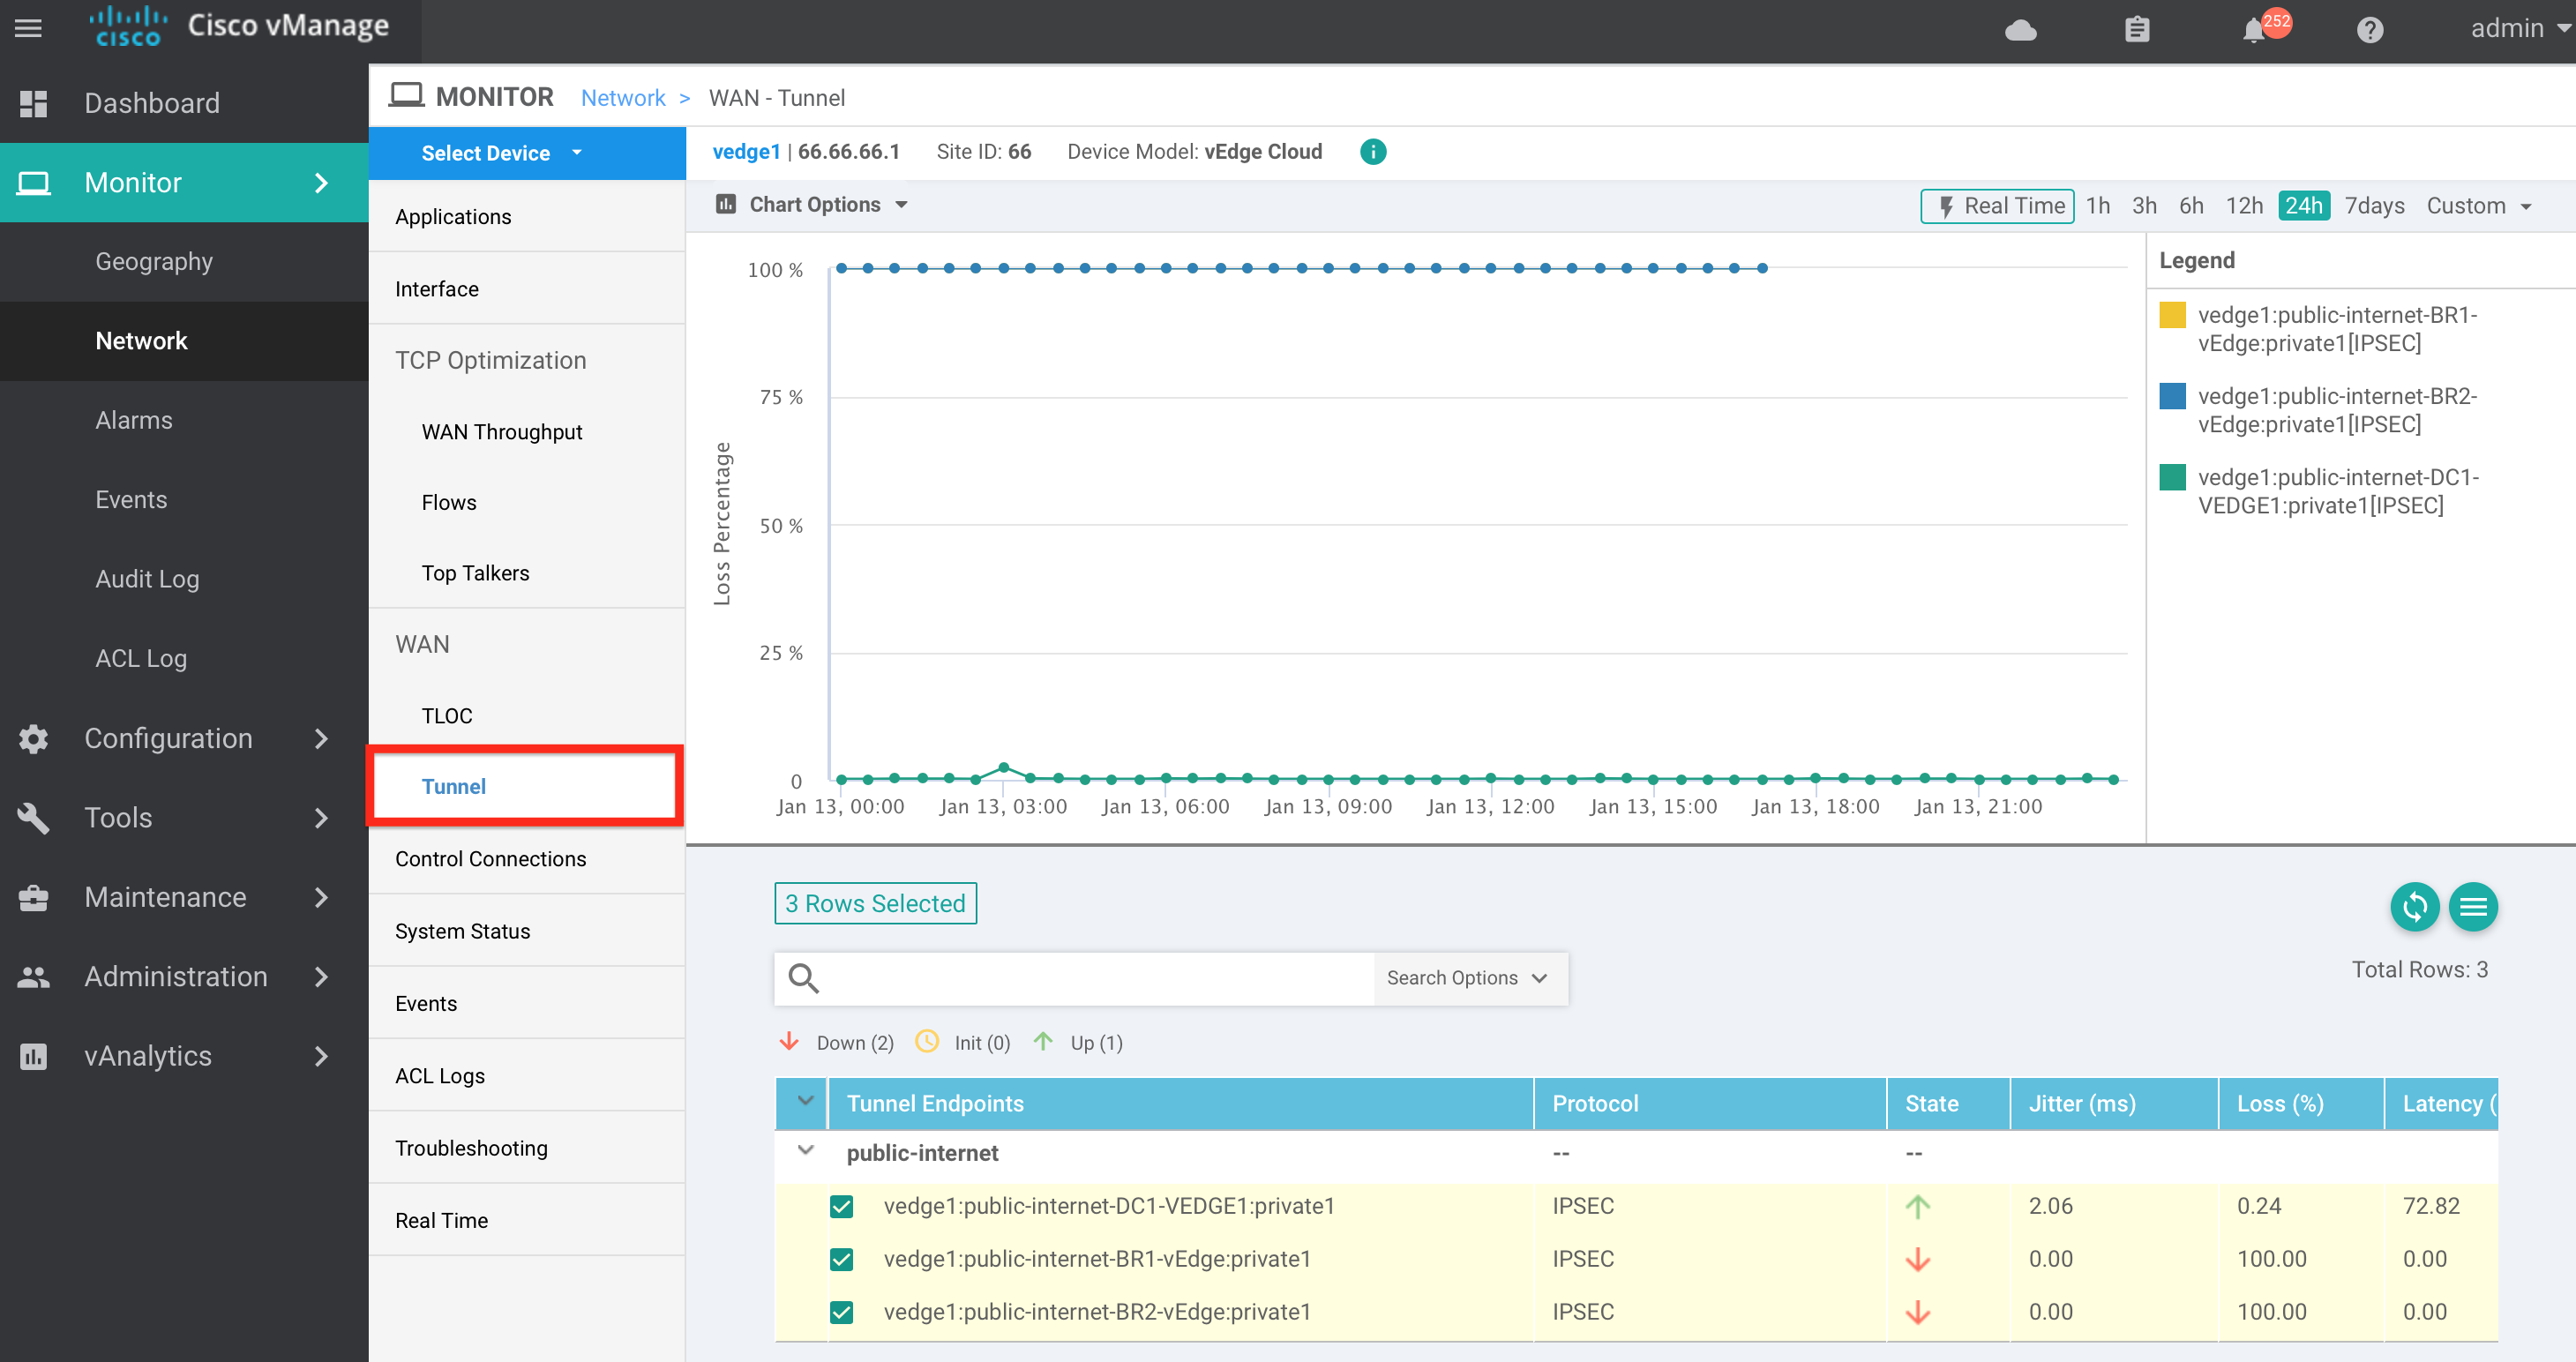 CISCO
Cisco vManage
252
admin
Dashboard
Monitor
Geography
Network
Alarms
Events
Audit Log
ACL Log
Configuration
Tools
Maintenance
Administration
vAnalytics
MONITOR Network > WAN - Tunnel
Select Device
Applications
Interface
TCP Optimization
WAN Throughput
Flows
Top Talkers
WAN
TLOC
Tunnel
Control Connections
System Status
Events
ACL Logs
Troubleshooting
Real Time
vedge1 | 66.66.66.1 Site ID: 66 Device Model: vEdge Cloud
Chart Options
Real Time 1h 3h 6h 12h 24h 7days Custom
Loss Percentage
100 %
75 %
50 %
25 %
0
Jan 13, 00:00 Jan 13, 03:00 Jan 13, 06:00 Jan 13, 09:00 Jan 13, 12:00 Jan 13, 15:00 Jan 13, 18:00 Jan 13, 21:00
Legend
vedge1:public-internet-BR1-
vEdge:private1[IPSEC]
vedge1:public-internet-BR2-
vEdge:private1[IPSEC]
vedge1:public-internet-DC1-
VEDGE1:private1[IPSEC]
3 Rows Selected
Search Options
Total Rows: 3
Down (2) Init (0) Up (1)
Tunnel Endpoints Protocol State Jitter (ms) Loss (%) Latency (
public-internet -- --
vedge1:public-internet-DC1-VEDGE1:private1 IPSEC 2.06 0.24 72.82
vedge1:public-internet-BR1-vEdge:private1 IPSEC 0.00 100.00 0.00
vedge1:public-internet-BR2-vEdge:private1 IPSEC 0.00 100.00 0.00